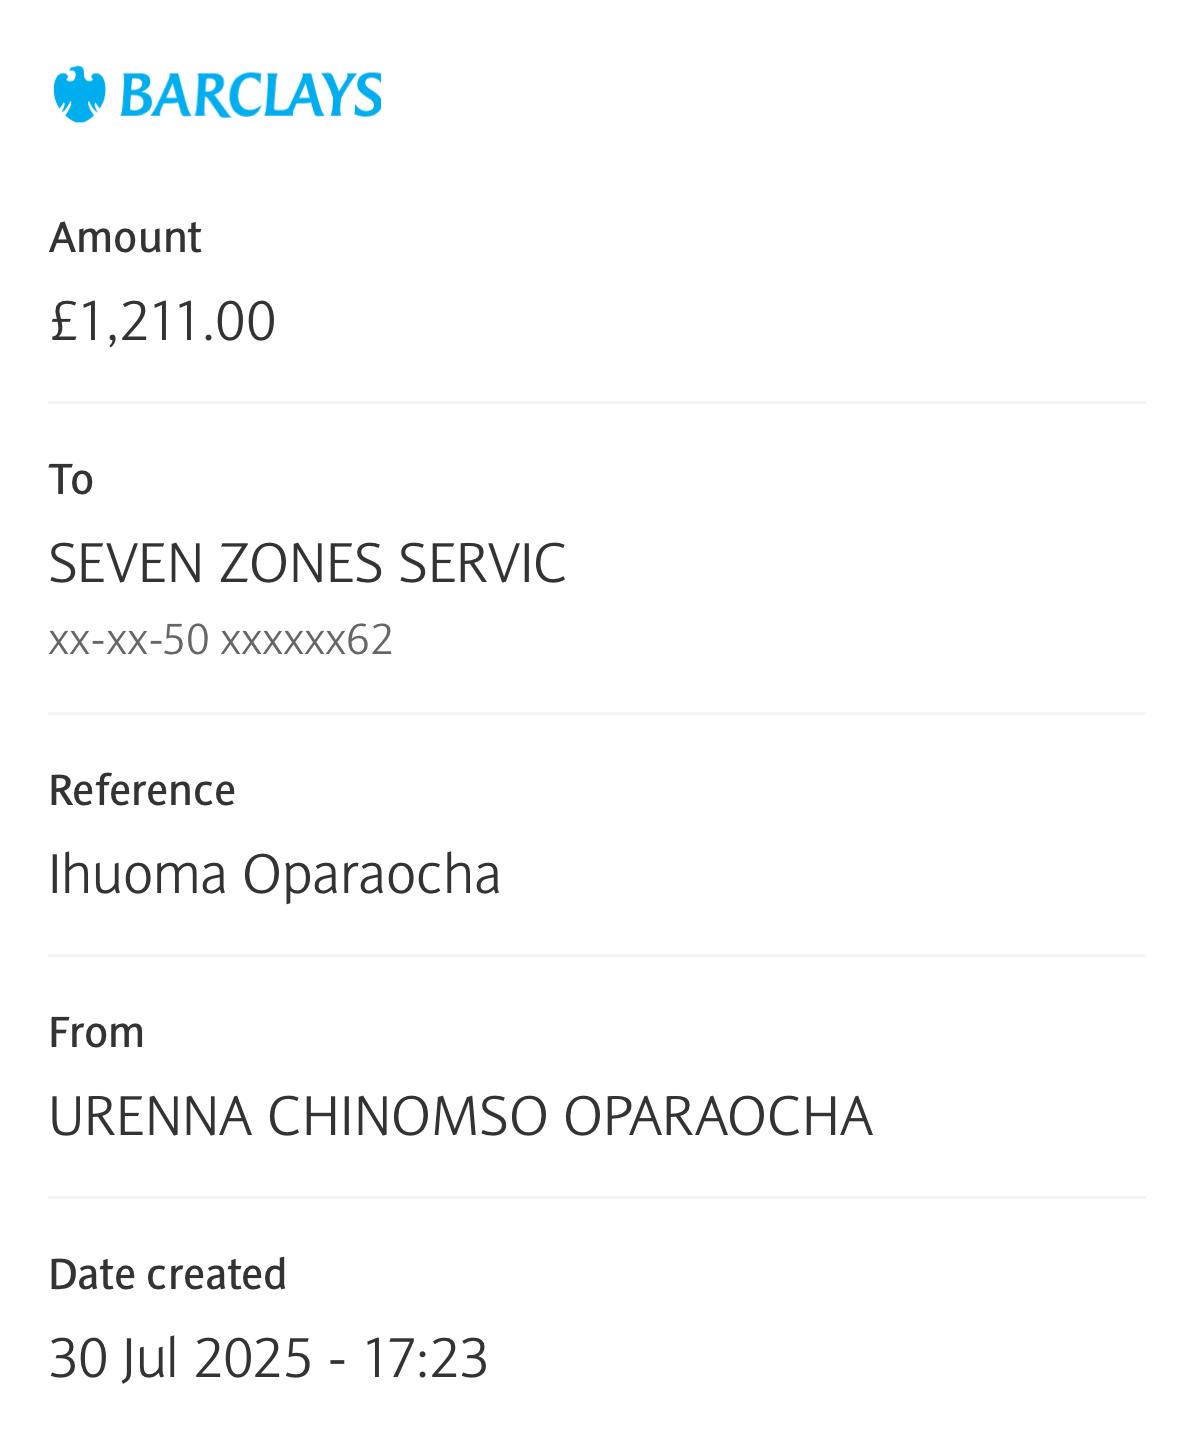 BARCLAYS
Amount
£1,211.00
To
SEVEN ZONES SERVIC
xx-xx-50 xxxxxx62
Reference
Ihuoma Oparaocha
From
URENNA CHINOMSO OPARAOCHA
Date created
30 Jul 2025 - 17:23